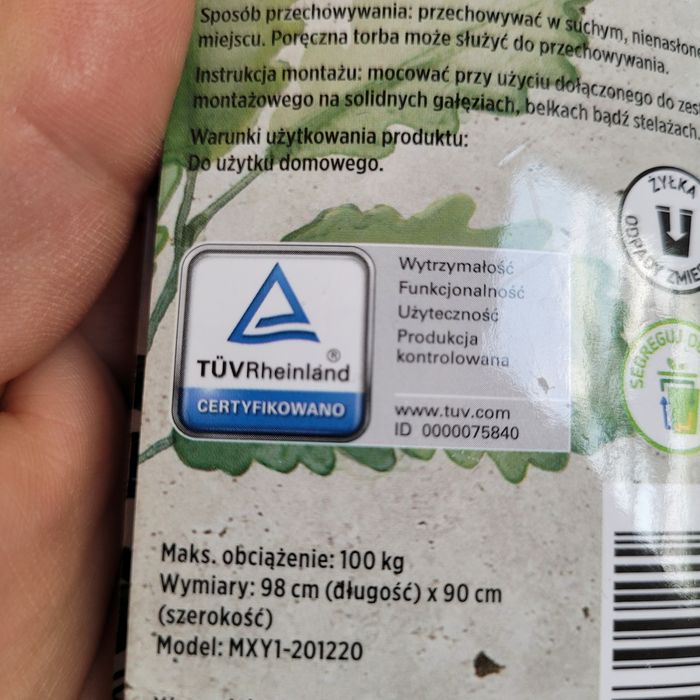 Sposób przechowywania: przechowywać w suchym,
miejscu. Poręczna torba może służyć do przechowywania.
Instrukcja montażu: mocować przy użyciu dołączonego do
montażowego na solidnych gałęziach, belkach bądź stelażach.
Warunki użytkowania produktu:
Do użytku domowego.
ŻYŁKA
ODPADY
SEGREGUJ
Wytrzymałość
Funkcjonalność
Użyteczność
Produkcja
kontrolowana
TÜVRheinland®
CERTYFIKOWANO
www.tuv.com
ID 0000075840
Maks. obciążenie: 100 kg
Wymiary: 98 cm (długość) x 90 cm
(szerokość)
Model: MXY1-201220